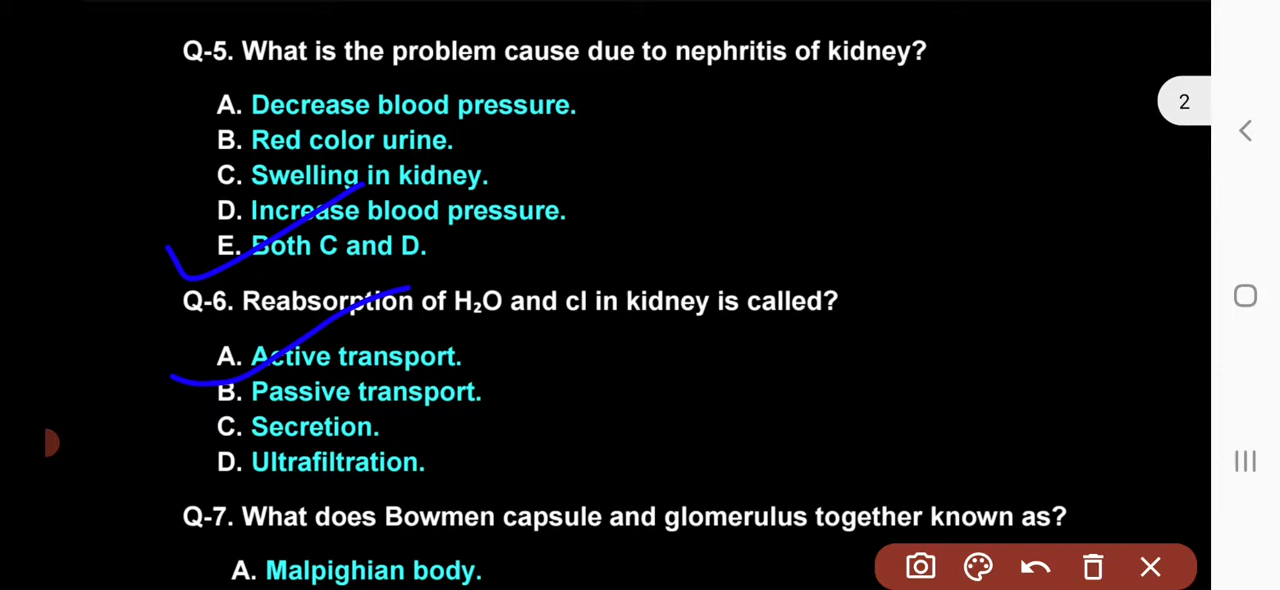 Q-5. What is the problem cause due to nephritis of kidney?
A. Decrease blood pressure.
B. Red color urine.
C. Swelling in kidney.
D. Increase blood pressure.
E. Both C and D.
Q-6. Reabsorption of H₂O and cl in kidney is called?
A. Active transport.
B. Passive transport.
C. Secretion.
D. Ultrafiltration.
Q-7. What does Bowmen capsule and glomerulus together known as?
A. Malpighian body.
2